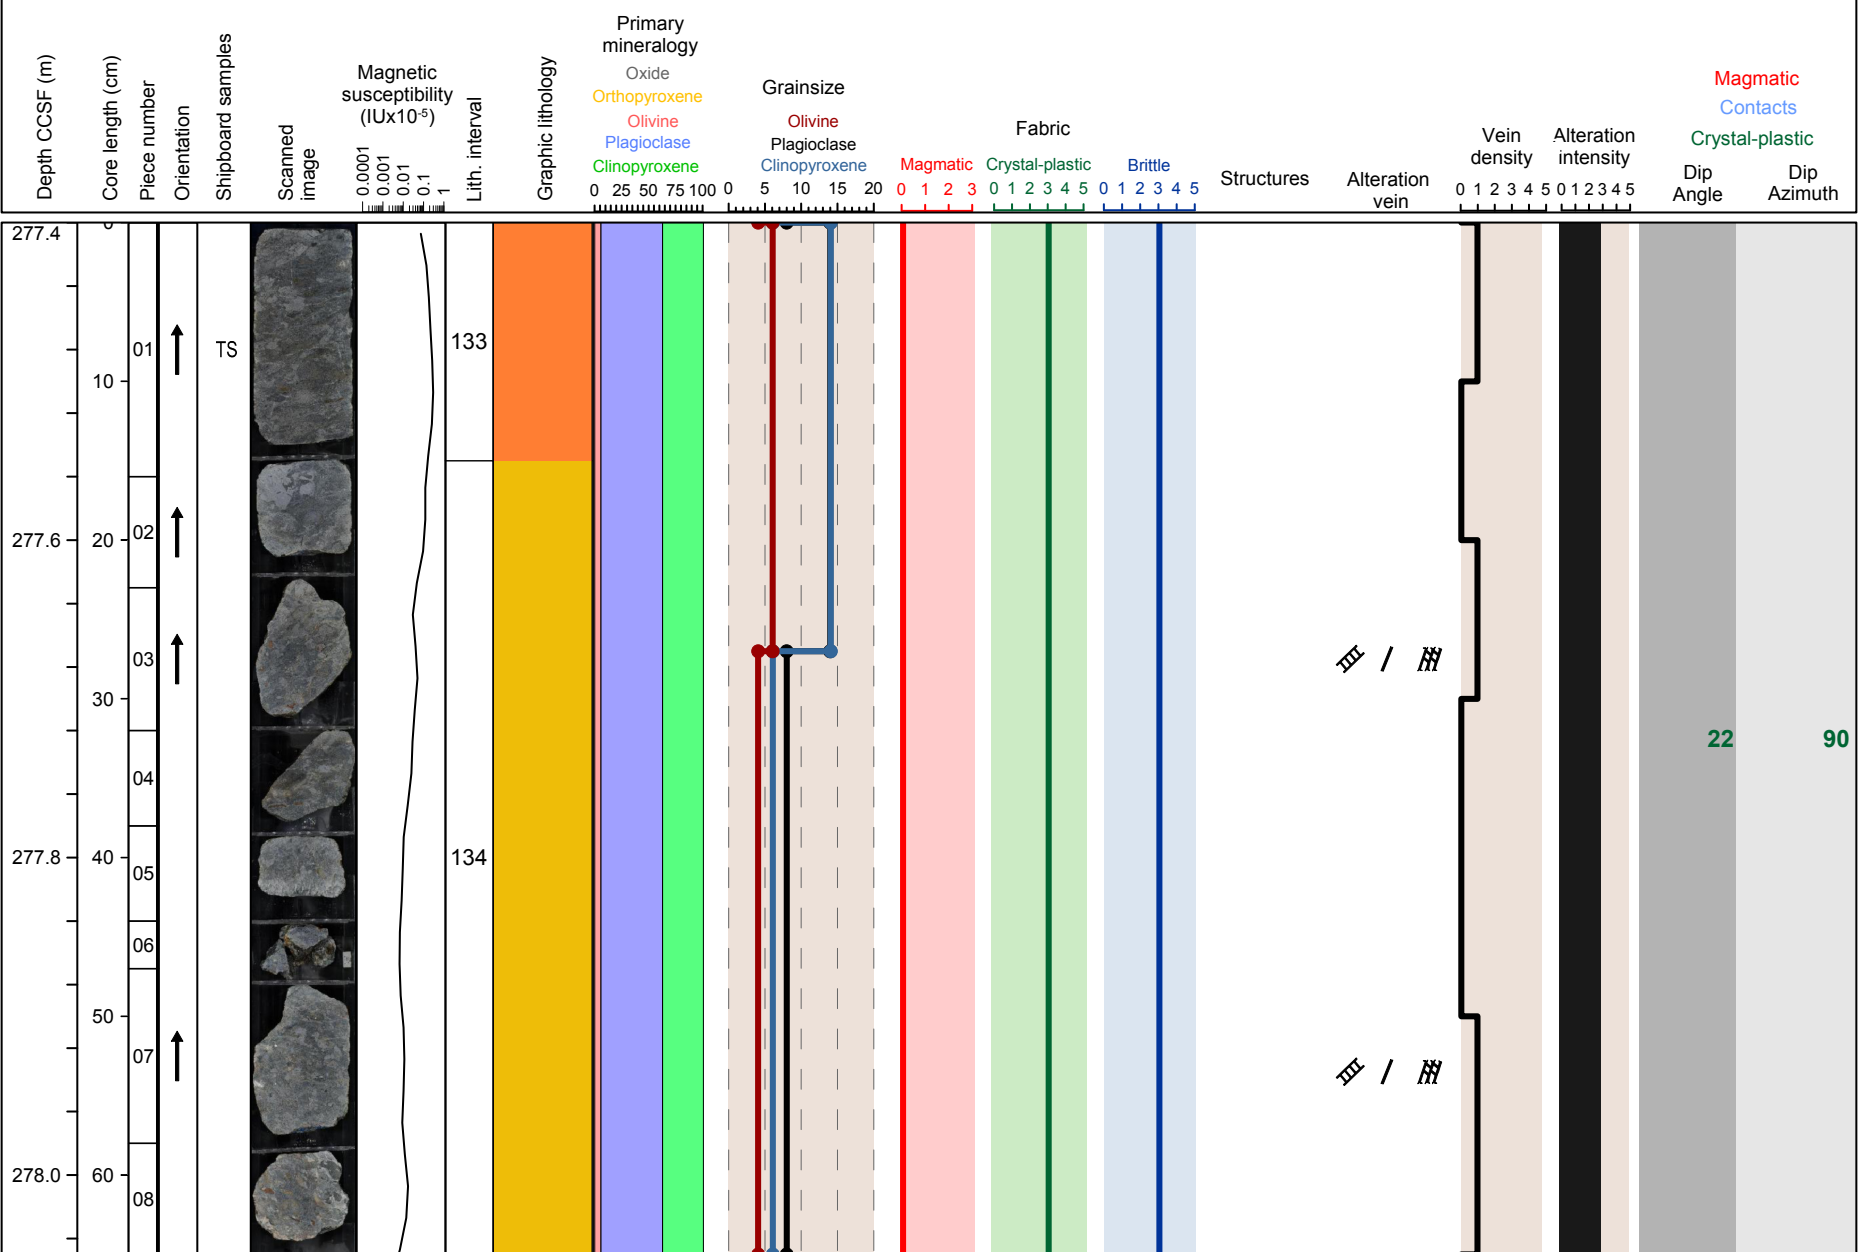 Depth CCSF (m)
Core length (cm)
Piece number
Orientation
Shipboard samples
Scanned
image
Magnetic
susceptibility
(IUx10-5)
0.0001
0.001
0.01
0.1
1
Lith. interval
Graphic lithology
Primary
mineralogy
Oxide
Orthopyroxene
Olivine
Plagioclase
Clinopyroxene
0 25 50 75 100
Grainsize
Olivine
Plagioclase
Clinopyroxene
0 5 10 15 20
Fabric
Magmatic
0 1 2 3
Crystal-plastic
0 1 2 3 4 5
Brittle
0 1 2 3 4 5
Structures
Alteration
vein
Vein
density
0 1 2 3 4 5
Alteration
intensity
0 1 2 3 4 5
Magmatic
Contacts
Crystal-plastic
Dip
Angle
Dip
Azimuth
277.4
0
01
TS
133
10
277.6
20
02
03
30
04
22
90
277.8
40
134
05
06
50
07
278.0
60
08